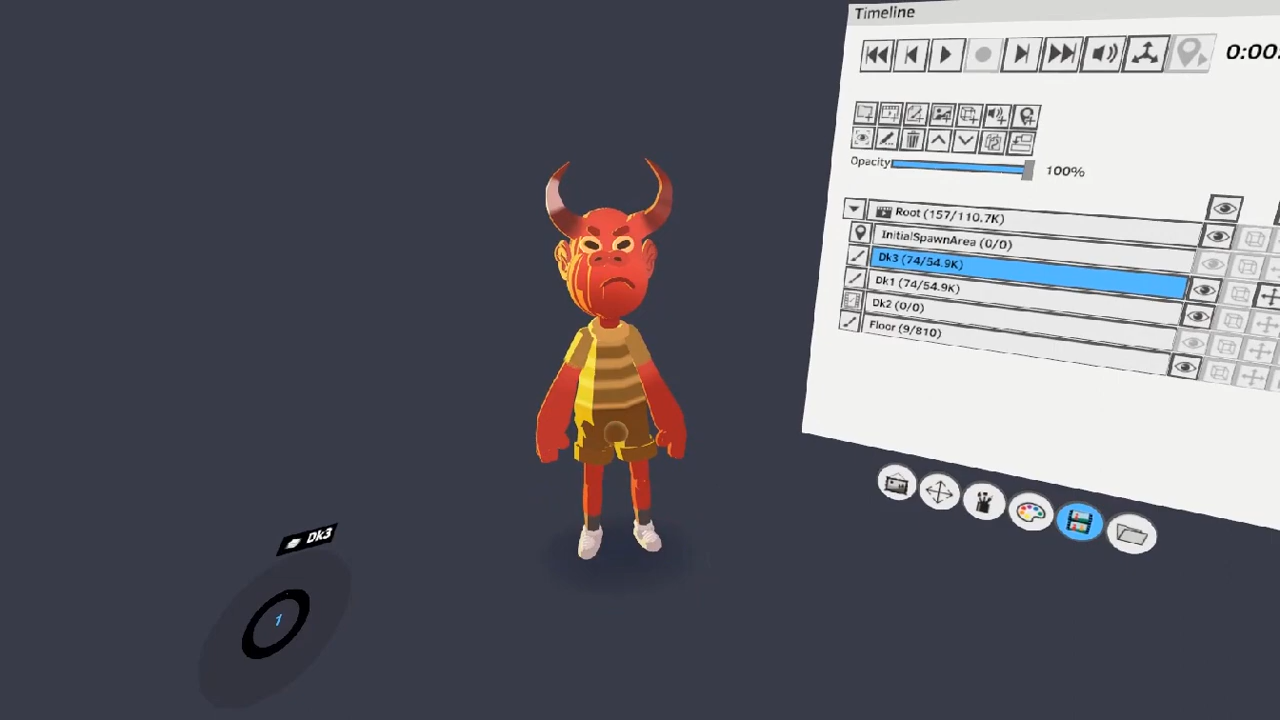 Timeline
0:00:
Opacity 100%
Root (157/110.7K)
InitialSpawnArea (0/0)
Dk3 (74/54.9K)
Dk1 (74/54.9K)
Dk2 (0/0)
Floor (9/810)
Dk3
1